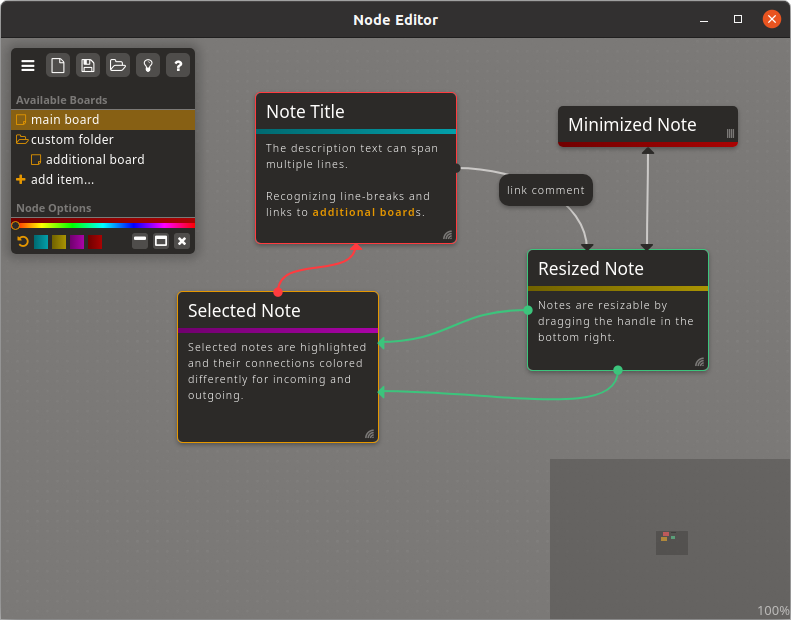 Node Editor
?
Available Boards
main board
custom folder
additional board
add item...
Node Options
Note Title
The description text can span
multiple lines.
Recognizing line-breaks and
links to additional boards.
link comment
Minimized Note
Resized Note
Notes are resizable by
dragging the handle in the
bottom right.
Selected Note
Selected notes are highlighted
and their connections colored
differently for incoming and
outgoing.
100%